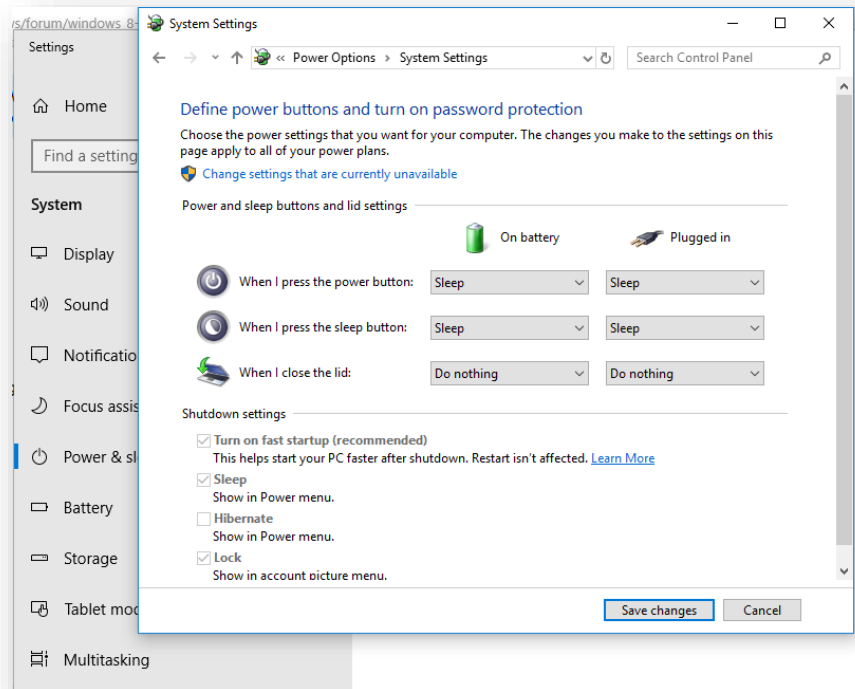 ys/forum/windows_8-
Settings
Home
Find a setting
System
Display
Sound
Notificatio
Focus assis
Power & sl
Battery
Storage
Tablet mod
Multitasking
System Settings
« Power Options › System Settings
Search Control Panel
Define power buttons and turn on password protection
Choose the power settings that you want for your computer. The changes you make to the settings on this
page apply to all of your power plans.
Change settings that are currently unavailable
Power and sleep buttons and lid settings
On battery Plugged in
When I press the power button: Sleep Sleep
When I press the sleep button: Sleep Sleep
When I close the lid: Do nothing Do nothing
Shutdown settings
Turn on fast startup (recommended)
This helps start your PC faster after shutdown. Restart isn't affected. Learn More
Sleep
Show in Power menu.
Hibernate
Show in Power menu.
Lock
Show in account picture menu.
Save changes Cancel